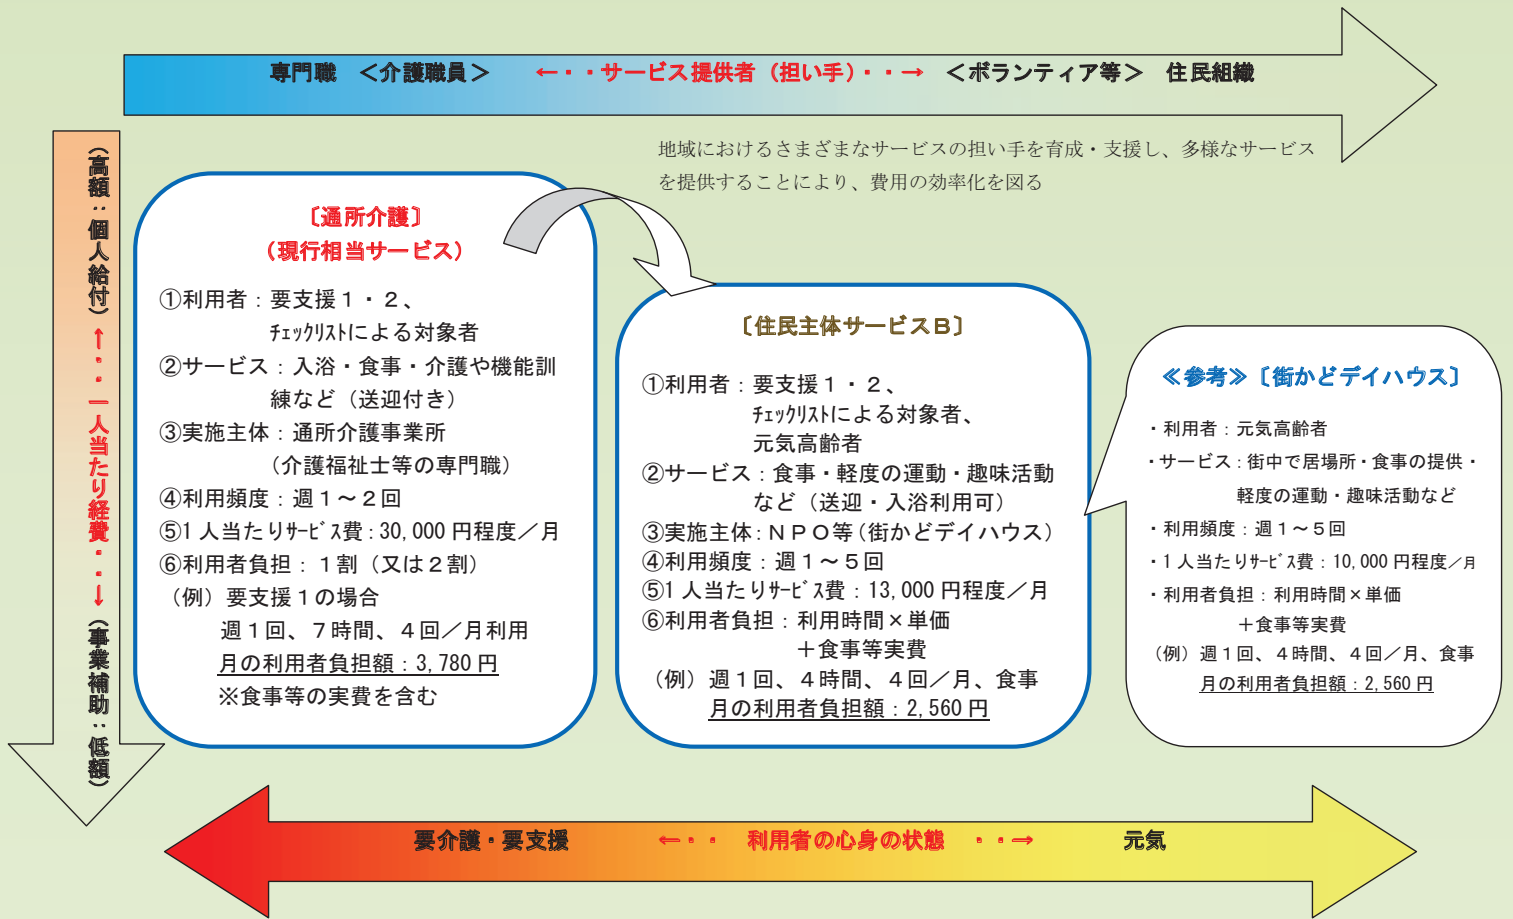 専門職　＜介護職員＞　←・・サービス提供者（担い手）・・→　＜ボランティア等＞　住民組織
地域におけるさまざまなサービスの担い手を育成・支援し、多様なサービス
を提供することにより、費用の効率化を図る
（高額：個人給付）←・・一人当たり経費・・→（事業補助：低額）
〔通所介護〕
（現行相当サービス）
①利用者：要支援１・２、
ﾁｪｯｸﾘｽﾄによる対象者
②サービス：入浴・食事・介護や機能訓
練など（送迎付き）
③実施主体：通所介護事業所
（介護福祉士等の専門職）
④利用頻度：週１～２回
⑤1 人当たりｻｰﾋﾞｽ費：30,000 円程度／月
⑥利用者負担：１割（又は２割）
（例）要支援１の場合
週１回、７時間、４回／月利用
月の利用者負担額：3,780 円
※食事等の実費を含む
〔住民主体サービスＢ〕
①利用者：要支援１・２、
ﾁｪｯｸﾘｽﾄによる対象者、
元気高齢者
②サービス：食事・軽度の運動・趣味活動
など（送迎・入浴利用可）
③実施主体：ＮＰＯ等（街かどデイハウス）
④利用頻度：週１～５回
⑤1 人当たりｻｰﾋﾞｽ費：13,000 円程度／月
⑥利用者負担：利用時間×単価
＋食事等実費
（例）週１回、４時間、４回／月、食事
月の利用者負担額：2,560 円
≪参考≫〔街かどデイハウス〕
・利用者：元気高齢者
・サービス：街中で居場所・食事の提供・
軽度の運動・趣味活動など
・利用頻度：週１～５回
・1 人当たりｻｰﾋﾞｽ費：10,000 円程度／月
・利用者負担：利用時間×単価
＋食事等実費
（例）週１回、４時間、４回／月、食事
月の利用者負担額：2,560 円
要介護・要支援　←・・　利用者の心身の状態　・・→　元気